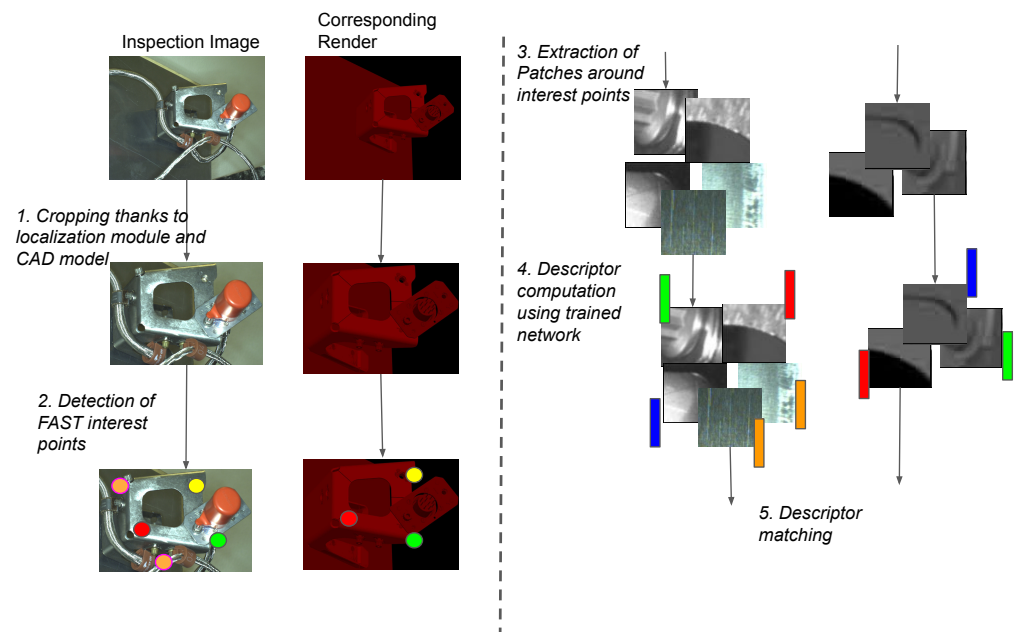 Inspection Image
Corresponding
Render
1. Cropping thanks to
localization module and
CAD model
2. Detection of
FAST interest
points
3. Extraction of
Patches around
interest points
4. Descriptor
computation
using trained
network
5. Descriptor
matching